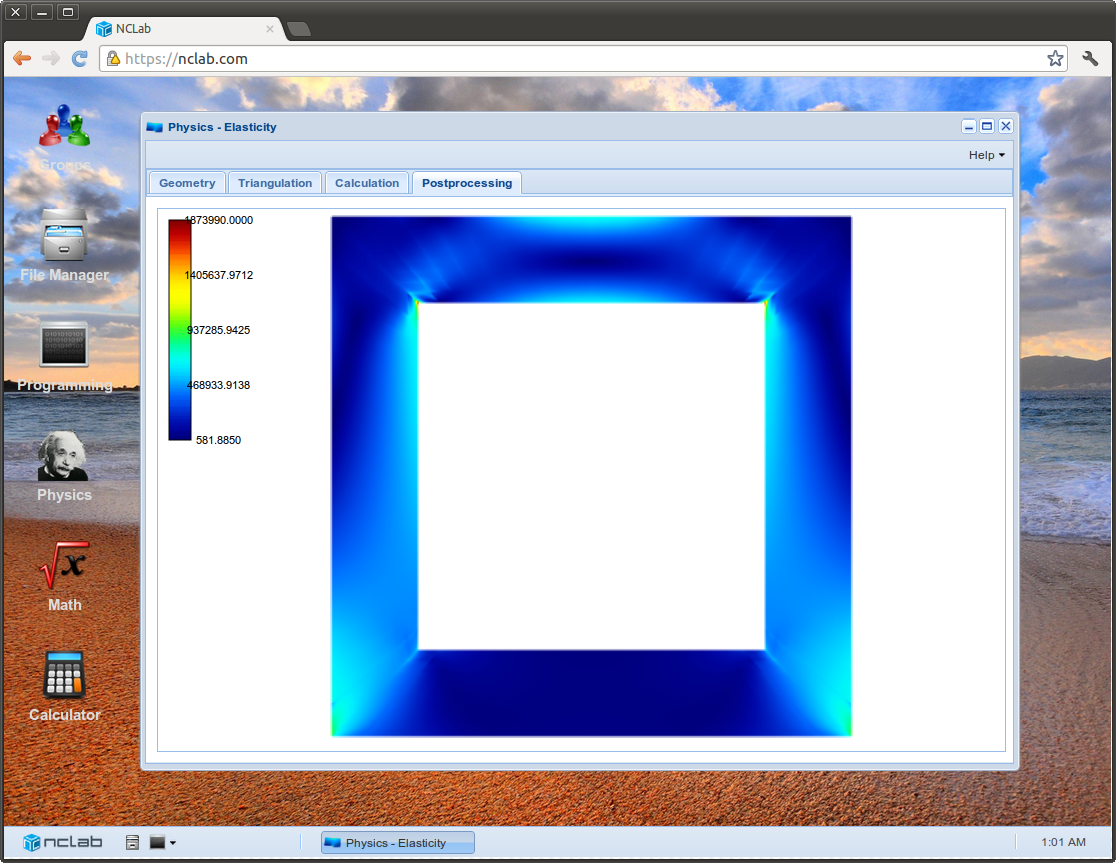 NCLab
https://nclab.com
Groups
File Manager
Programming
Physics
Math
Calculator
Physics - Elasticity
Help
Geometry
Triangulation
Calculation
Postprocessing
1873990.0000
1405637.9712
937285.9425
468933.9138
581.8850
nclab
Physics - Elasticity
1:01 AM